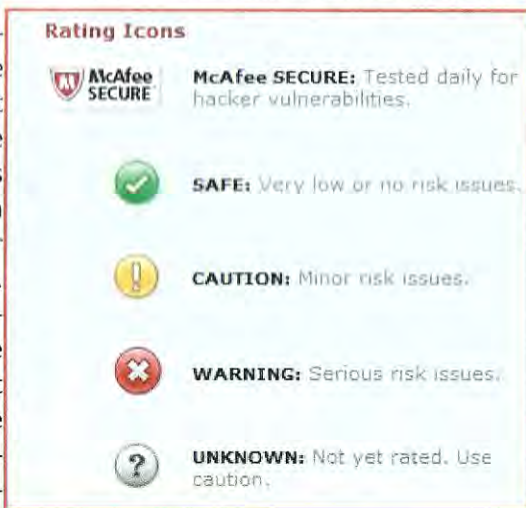 Rating Icons
McAfee SECURE
McAfee SECURE: Tested daily for
hacker vulnerabilities.
SAFE: Very low or no risk issues.
CAUTION: Minor risk issues.
WARNING: Serious risk issues.
?
UNKNOWN: Not yet rated. Use
caution.